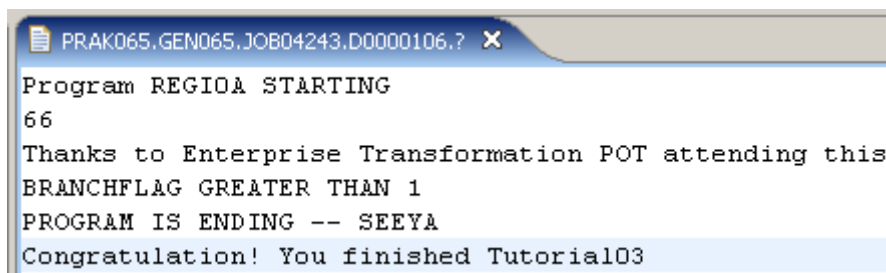 PRAK065.GEN065.JOB04243.D0000106.?
Program REGI0A STARTING
66
Thanks to Enterprise Transformation POT attending this
BRANCHFLAG GREATER THAN 1
PROGRAM IS ENDING -- SEEYA
Congratulation! You finished Tutorial03